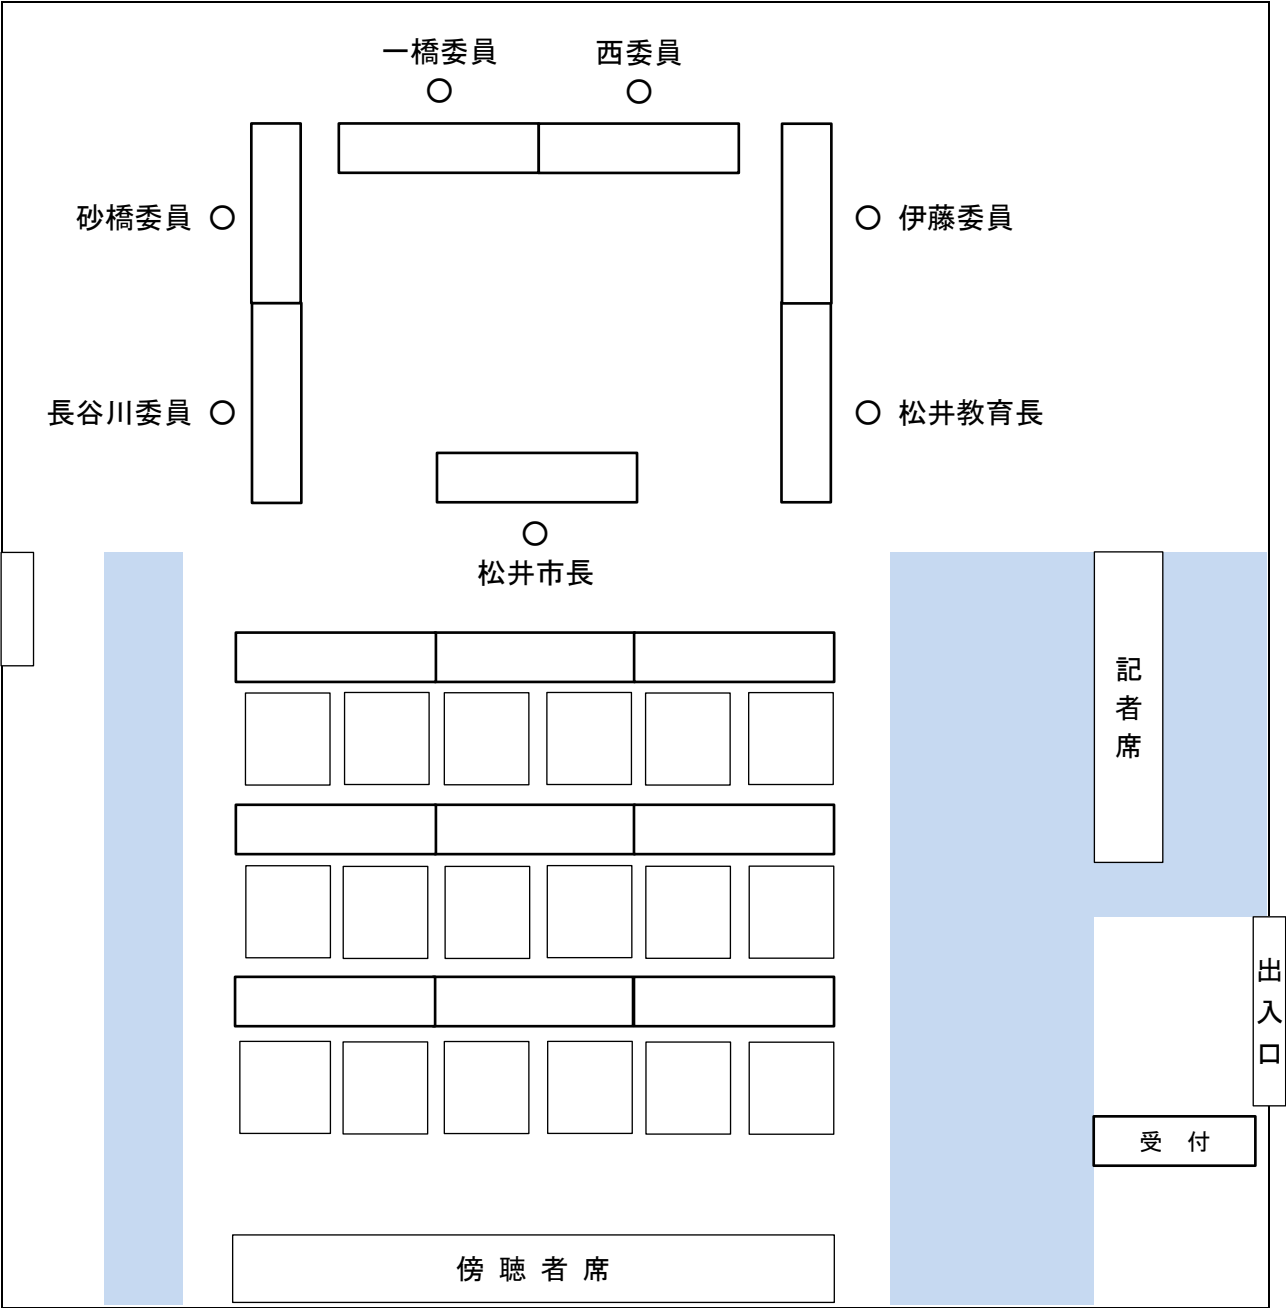 一橋委員
西委員
砂橋委員
伊藤委員
長谷川委員
松井教育長
松井市長
記者席
出入口
受 付
傍 聴 者 席